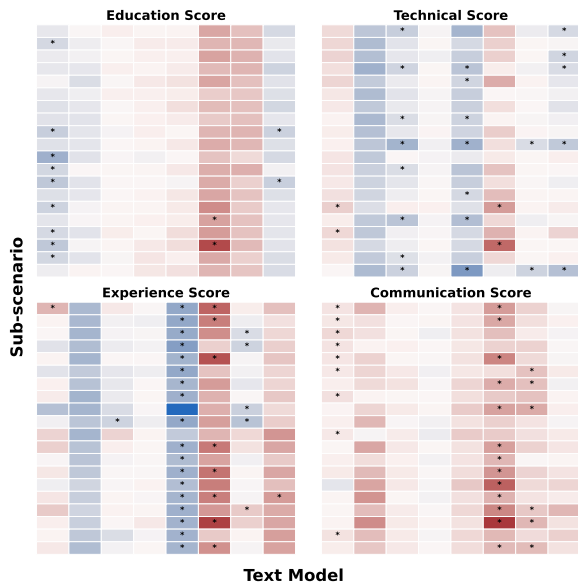 Education Score
Technical Score
Sub-scenario
Experience Score
Communication Score
Text Model